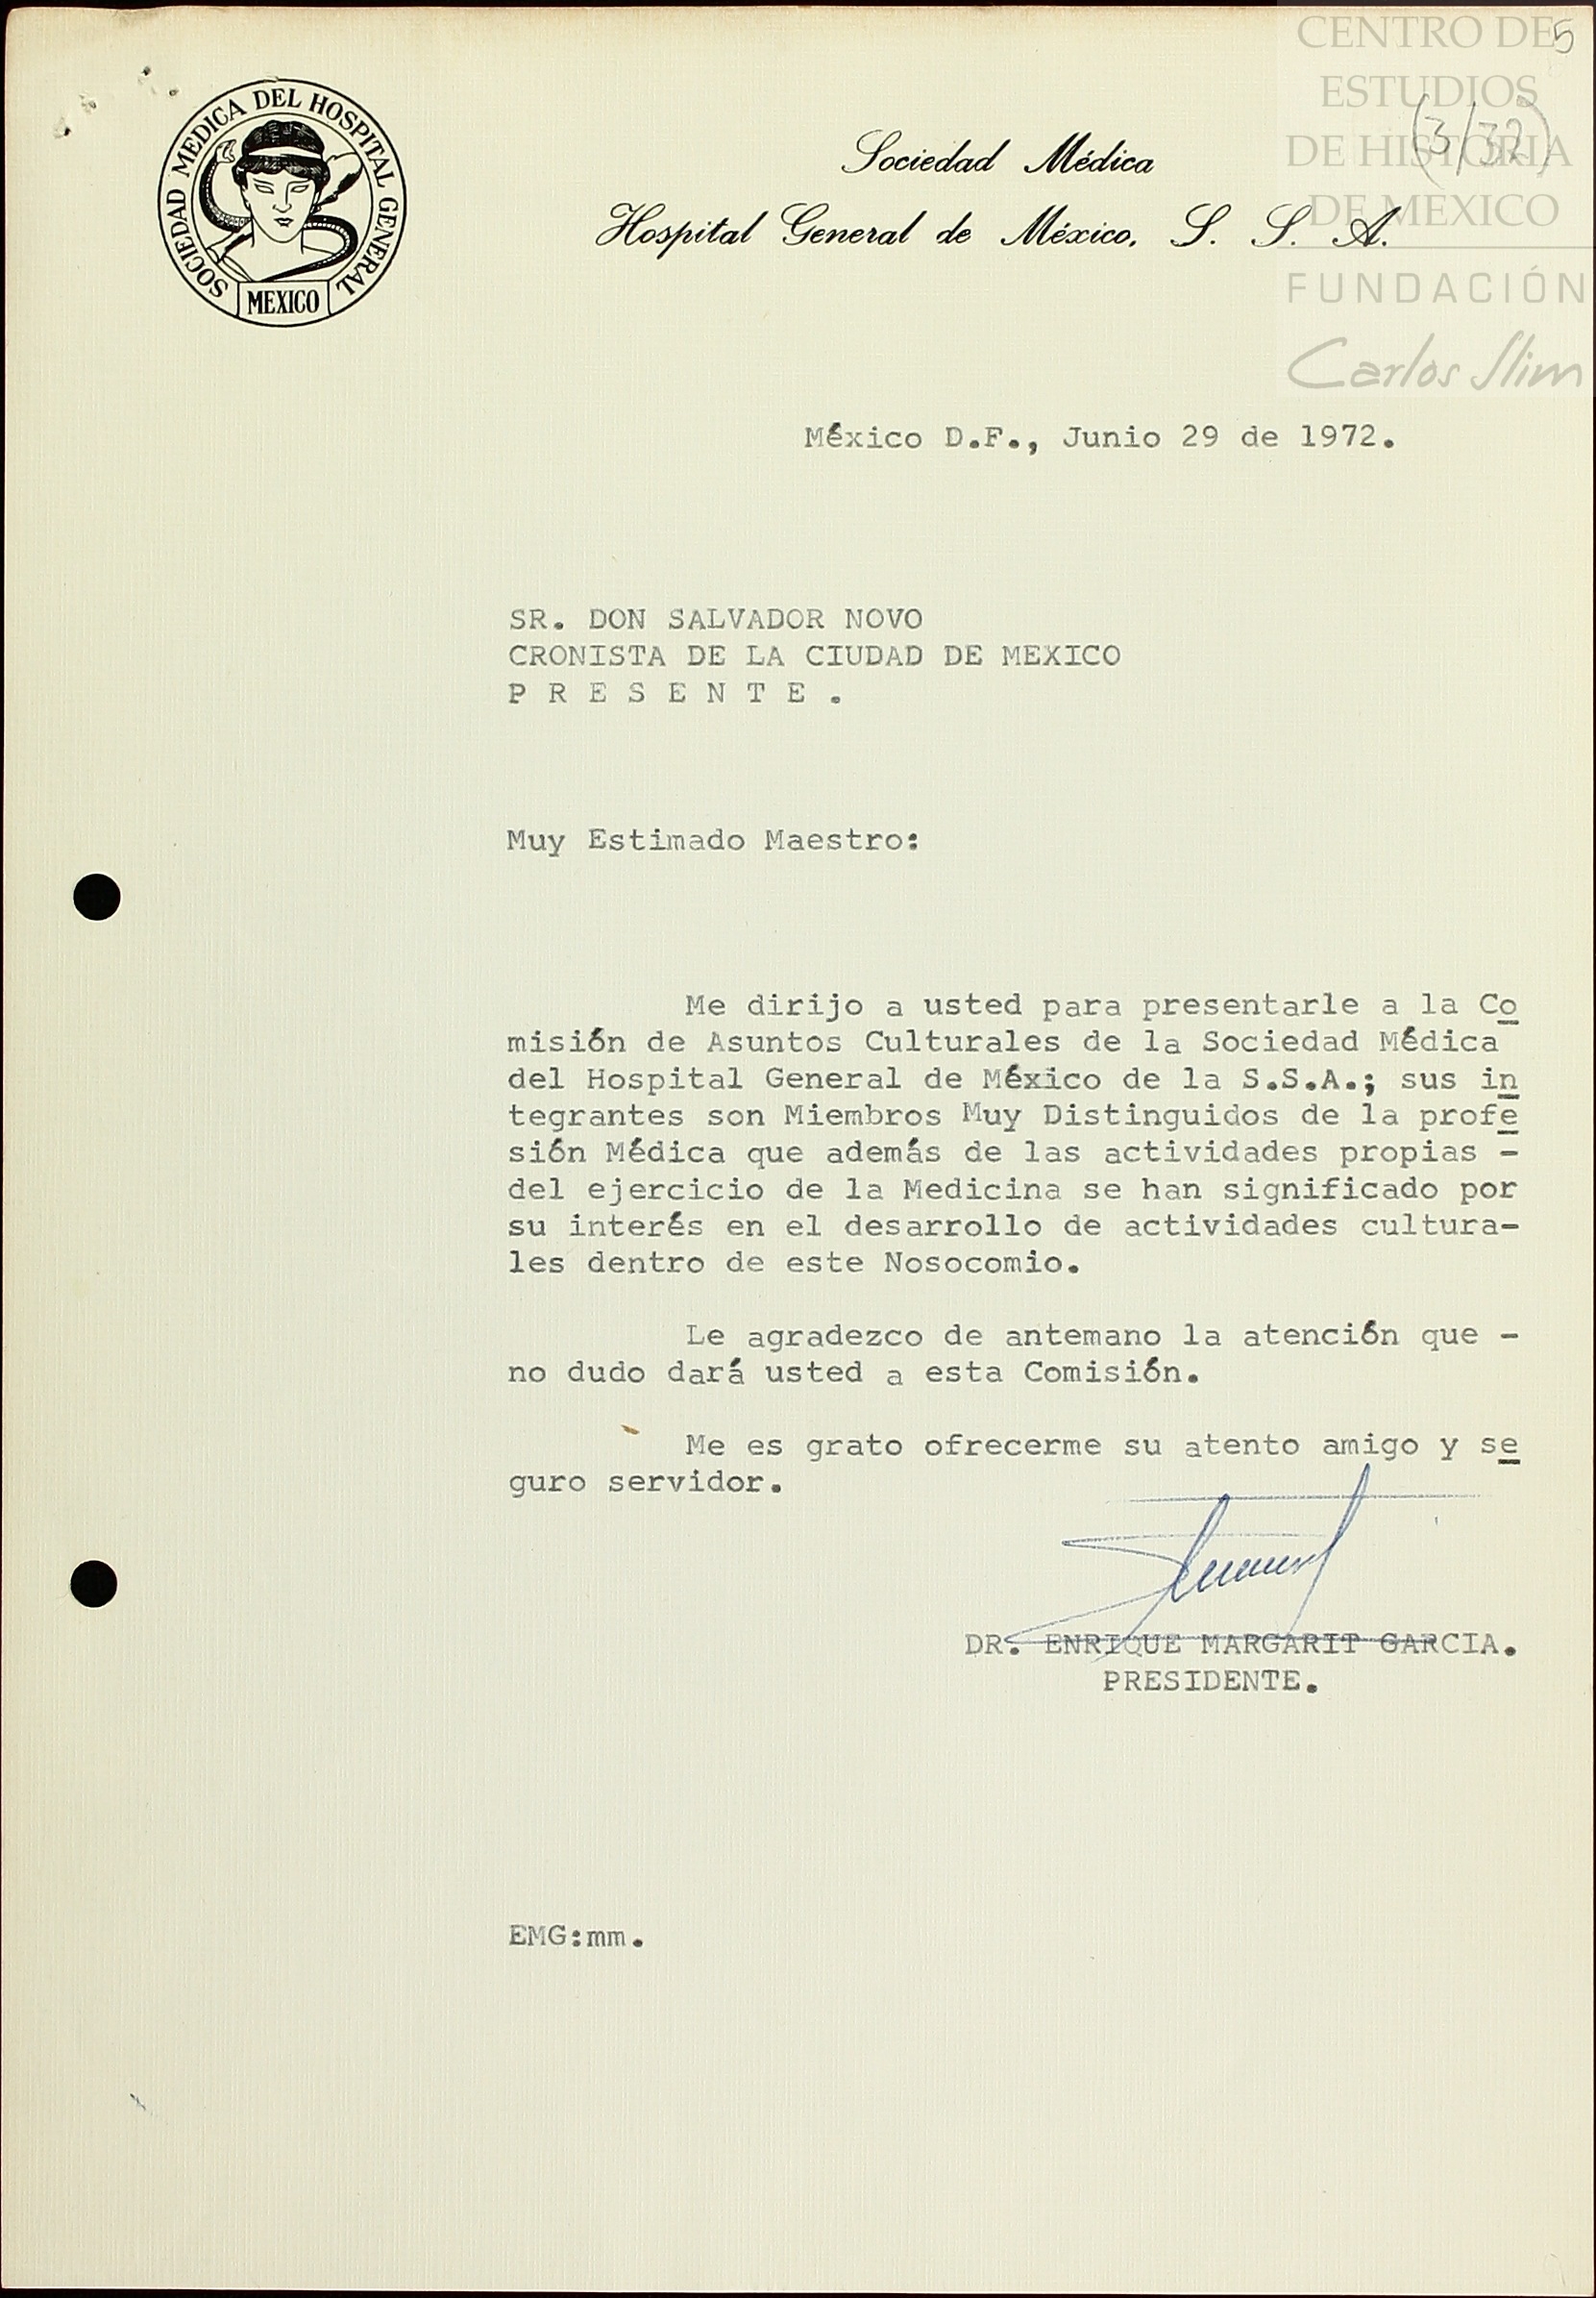 CENTRO DE
ESTUDIOS
DE HISTORIA
DE MEXICO
FUNDACIÓN
Carlos Slim
5
(3/32)
SOCIEDAD MEDICA DEL HOSPITAL GENERAL
MEXICO
Sociedad Médica
Hospital General de México, S. S. A.
México D.F., Junio 29 de 1972.
SR. DON SALVADOR NOVO
CRONISTA DE LA CIUDAD DE MEXICO
P R E S E N T E .
Muy Estimado Maestro:
Me dirijo a usted para presentarle a la Co
misión de Asuntos Culturales de la Sociedad Médica
del Hospital General de México de la S.S.A.; sus in
tegrantes son Miembros Muy Distinguidos de la profe
sión Médica que además de las actividades propias -
del ejercicio de la Medicina se han significado por
su interés en el desarrollo de actividades cultura-
les dentro de este Nosocomio.
Le agradezco de antemano la atención que -
no dudo dará usted a esta Comisión.
Me es grato ofrecerme su atento amigo y se
guro servidor.
DR. ENRIQUE MARGARIT GARCIA.
PRESIDENTE.
EMG:mm.